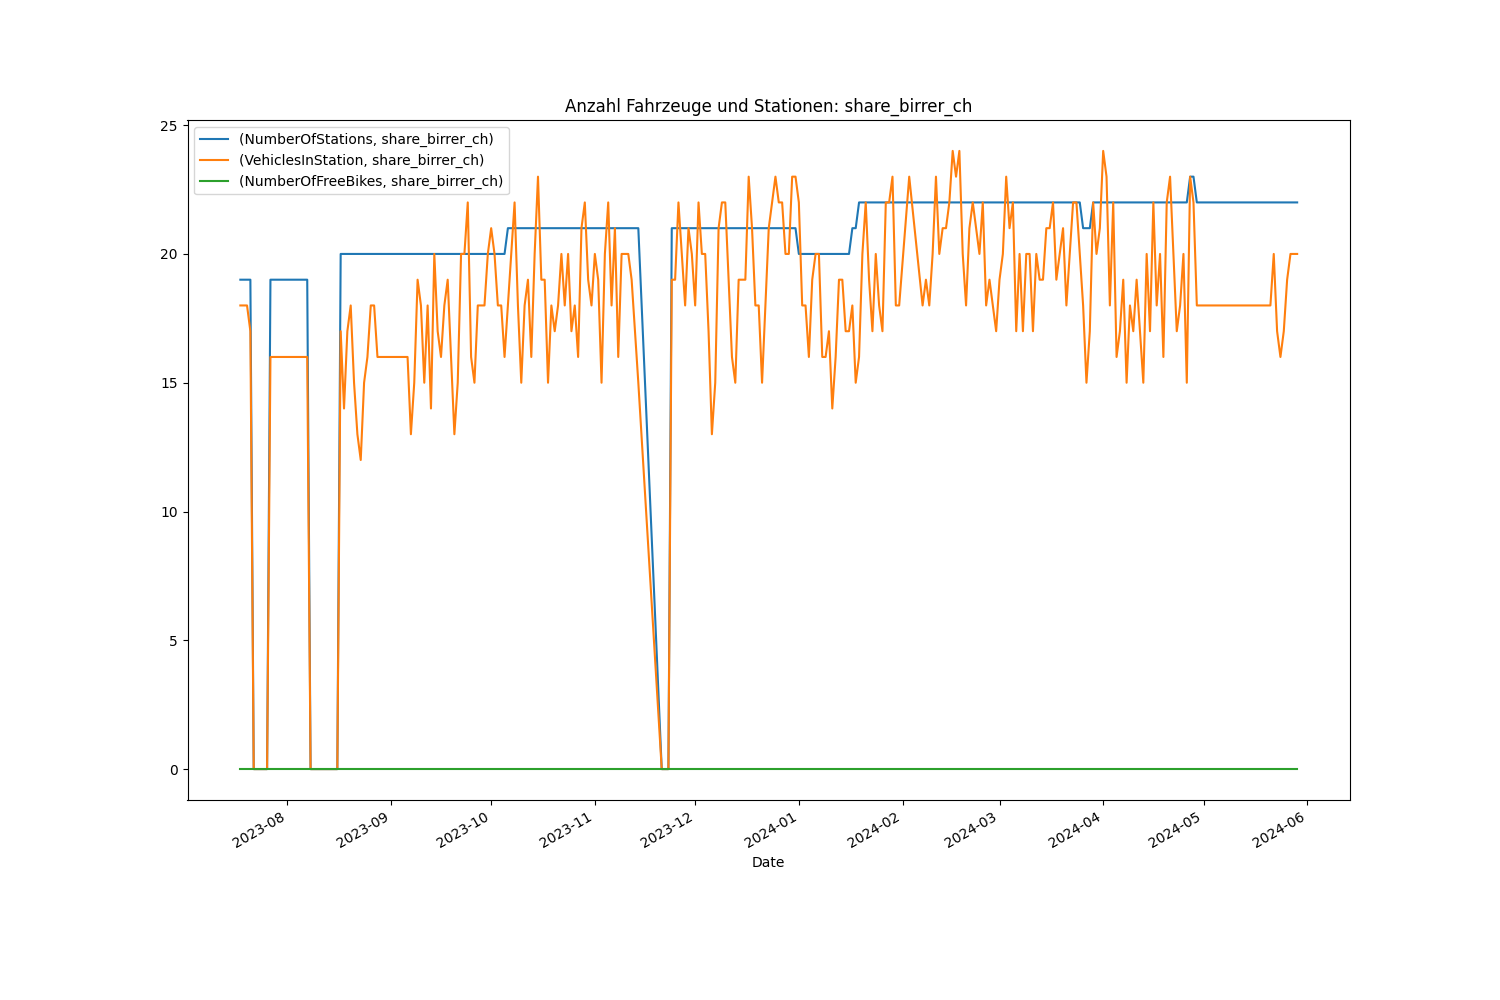 Anzahl Fahrzeuge und Stationen: share_birrer_ch
25
(NumberOfStations, share_birrer_ch)
(VehiclesInStation, share_birrer_ch)
(NumberOfFreeBikes, share_birrer_ch)
20
15
10
5
0
2023-08 2023-09 2023-10 2023-11 2023-12 2024-01 2024-02 2024-03 2024-04 2024-05 2024-06
Date